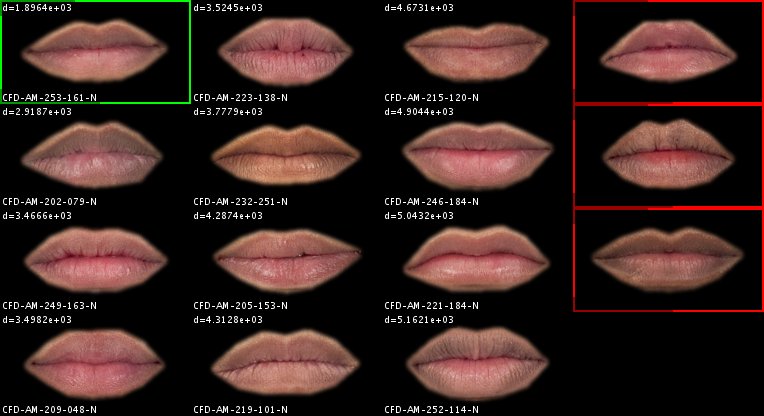 d=1.8964e+03
CFD-AM-253-161-N
d=3.5245e+03
CFD-AM-223-138-N
d=4.6731e+03
CFD-AM-215-120-N
d=2.9187e+03
CFD-AM-202-079-N
d=3.7779e+03
CFD-AM-232-251-N
d=4.9044e+03
CFD-AM-246-184-N
d=3.4666e+03
CFD-AM-249-163-N
d=4.2874e+03
CFD-AM-205-153-N
d=5.0432e+03
CFD-AM-221-184-N
d=3.4982e+03
CFD-AM-209-048-N
d=4.3128e+03
CFD-AM-219-101-N
d=5.1621e+03
CFD-AM-252-114-N